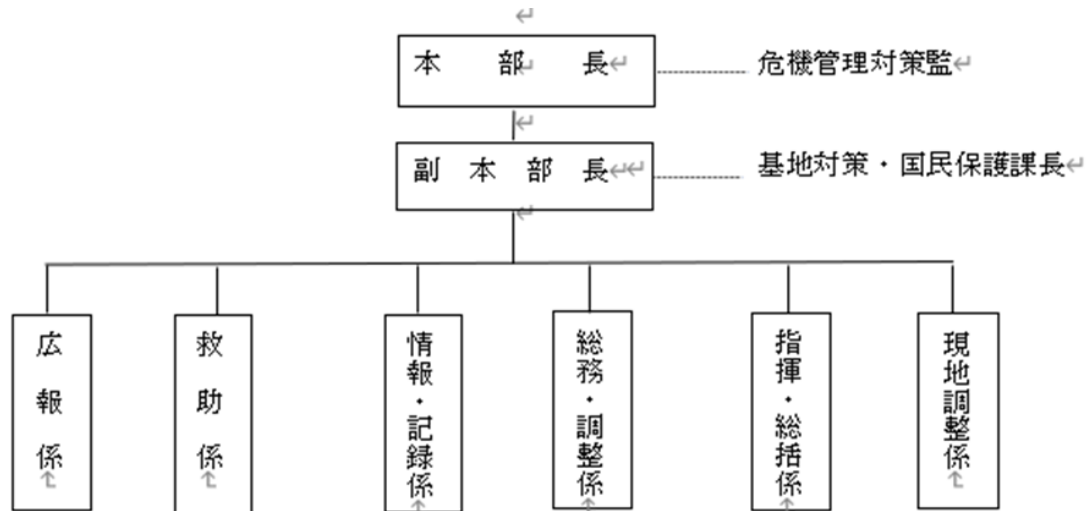 本部長
危機管理対策監
副本部長
基地対策・国民保護課長
広報係
救助係
情報・記録係
総務・調整係
指揮・総括係
現地調整係